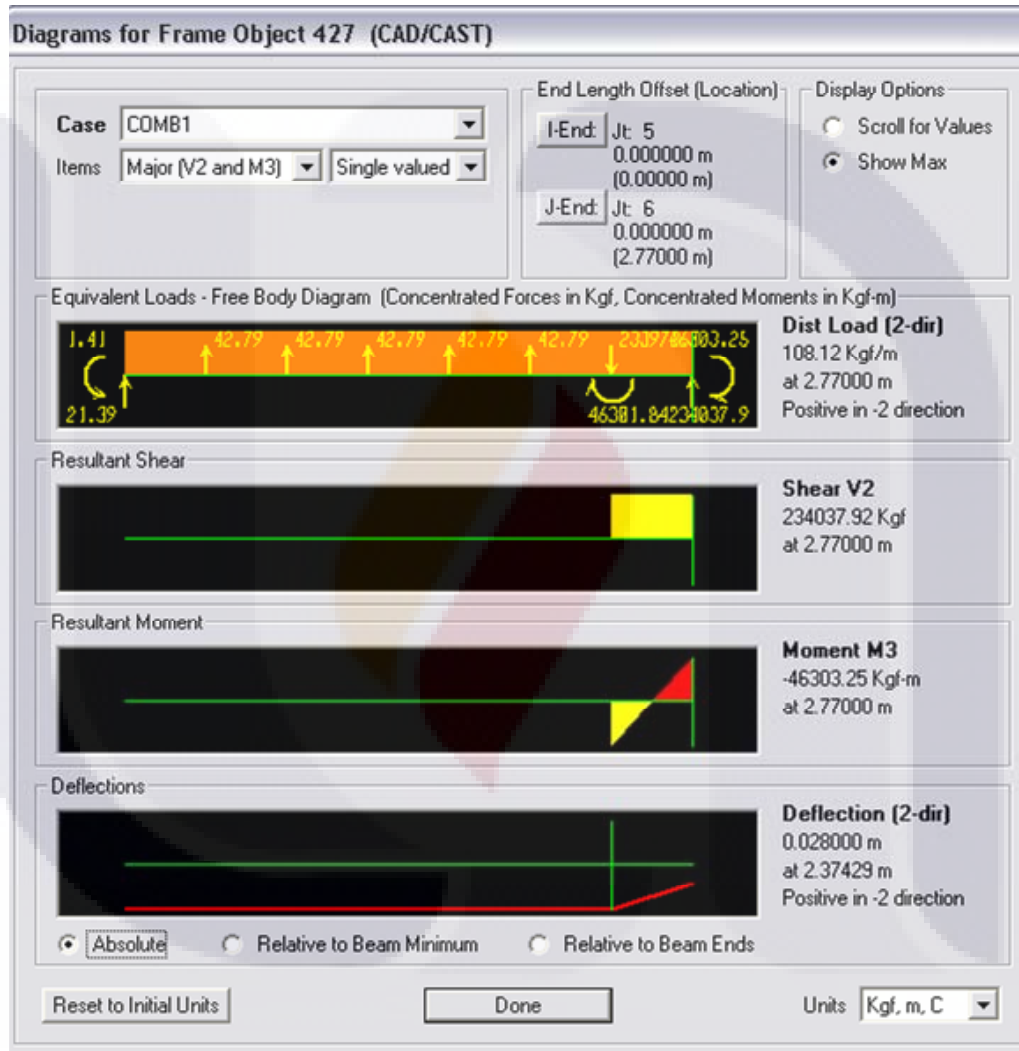 Diagrams for Frame Object 427 (CAD/CAST)
Case COMB1
Items Major (V2 and M3) Single valued
End Length Offset (Location)
I-End: Jt: 5
0.000000 m
(0.00000 m)
J-End: Jt: 6
0.000000 m
(2.77000 m)
Display Options
Scroll for Values
Show Max
Equivalent Loads - Free Body Diagram (Concentrated Forces in Kgf, Concentrated Moments in Kgf-m)
1.41 42.79 42.79 42.79 42.79 42.79
21.39 46301.84 234037.9
Dist Load (2-dir)
108.12 Kgf/m
at 2.77000 m
Positive in -2 direction
Resultant Shear
Shear V2
234037.92 Kgf
at 2.77000 m
Resultant Moment
Moment M3
-46303.25 Kgf-m
at 2.77000 m
Deflections
Deflection (2-dir)
0.028000 m
at 2.37429 m
Positive in -2 direction
Absolute Relative to Beam Minimum Relative to Beam Ends
Reset to Initial Units Done Units Kgf, m, C